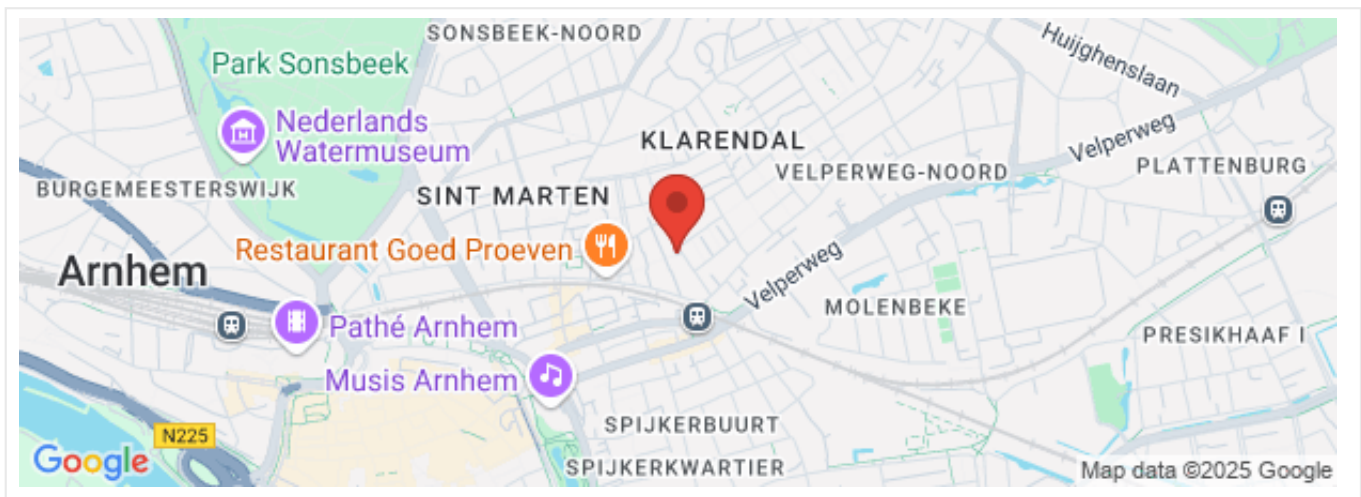 SONSBEEK-NOORD
Huijghenslaan
Park Sonsbeek
Nederlands
Watermuseum
KLARENDAL
Velperweg
VELPERWEG-NOORD
PLATTENBURG
BURGEMEESTERSWIJK
SINT MARTEN
Restaurant Goed Proeven
Arnhem
Velperweg
MOLENBEKE
Pathé Arnhem
PRESIKHAAF I
Musis Arnhem
SPIJKERBUURT
N225
Google
SPIJKERKWARTIER
Map data ©2025 Google